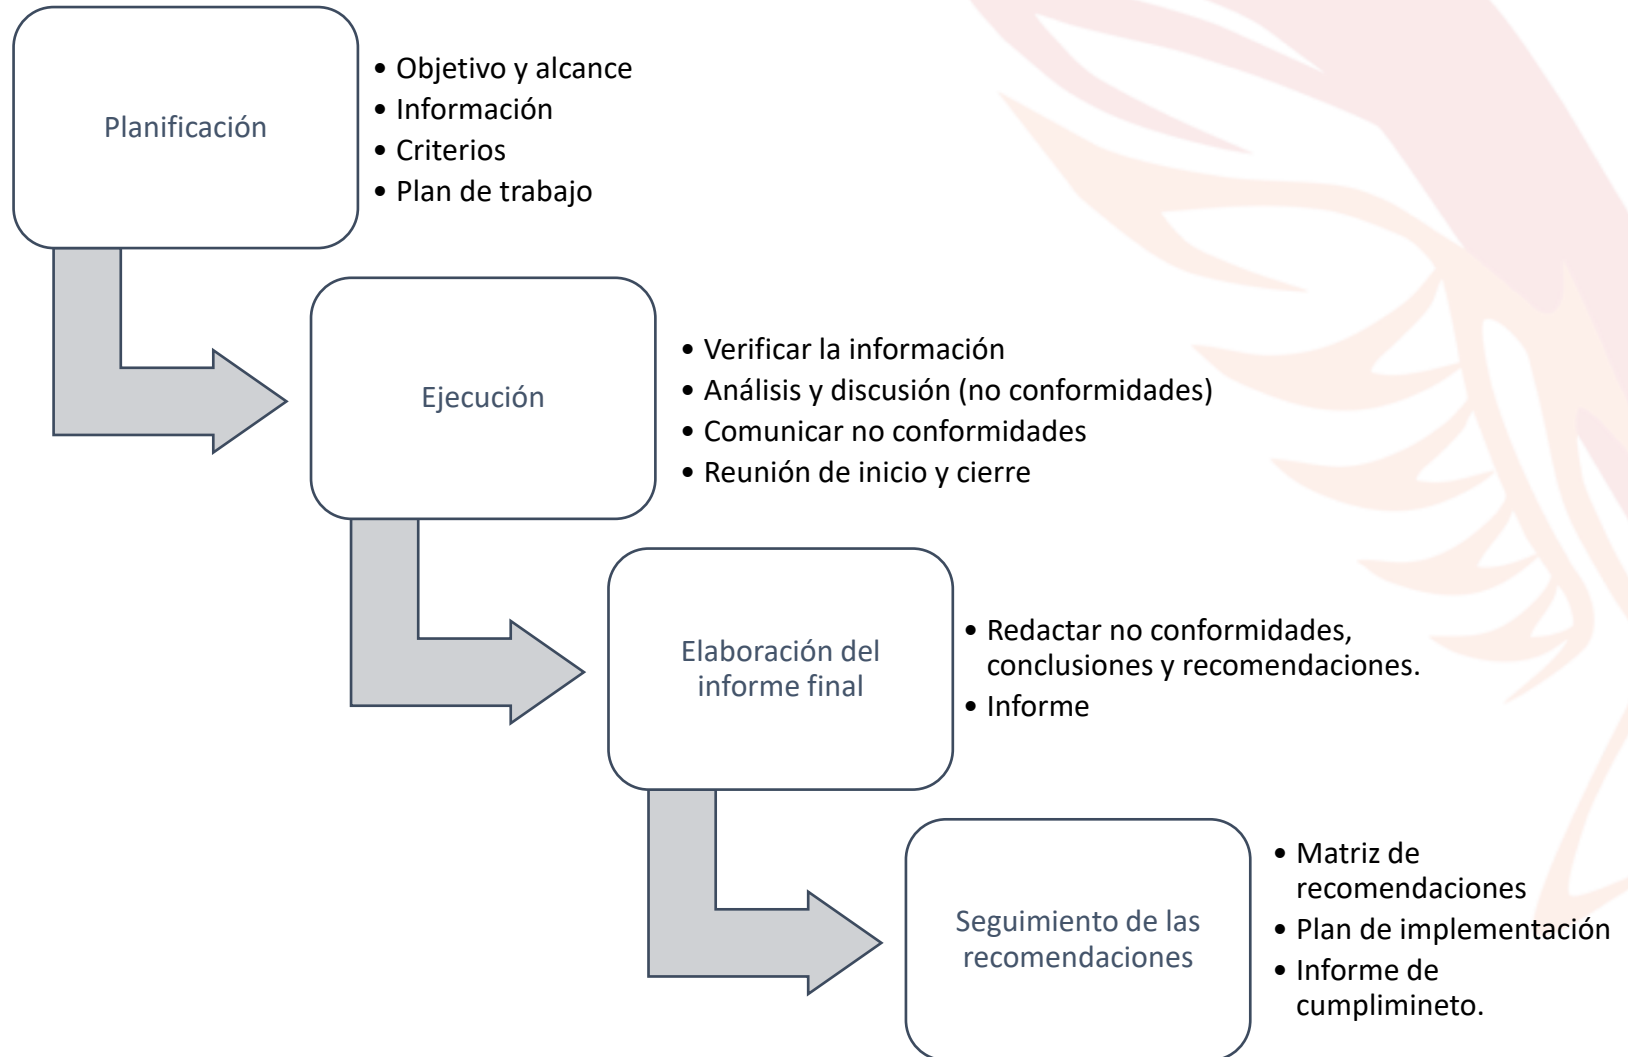 Planificación
• Objetivo y alcance
• Información
• Criterios
• Plan de trabajo
Ejecución
• Verificar la información
• Análisis y discusión (no conformidades)
• Comunicar no conformidades
• Reunión de inicio y cierre
Elaboración del
informe final
• Redactar no conformidades,
conclusiones y recomendaciones.
• Informe
Seguimiento de las
recomendaciones
• Matriz de
recomendaciones
• Plan de implementación
• Informe de
cumplimineto.